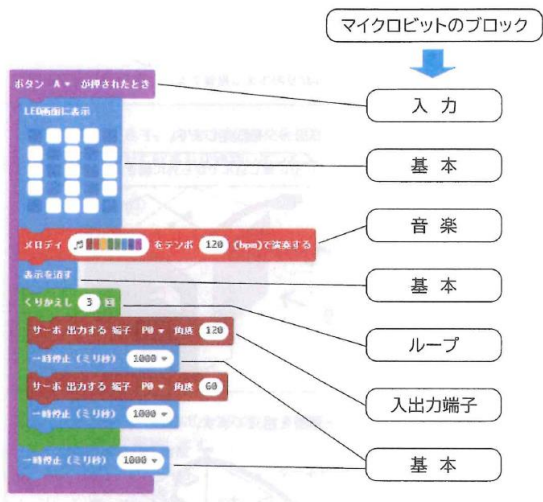 マイクロビットのブロック
ボタン A が押されたとき
入力
LED画面に表示
基本
音楽
メロディ をテンポ 120 (bpm)で演奏する
表示を消す
基本
くりかえし 3 回
ループ
サーボ 出力する 端子 P0 角度 120
一時停止 (ミリ秒) 1000
入出力端子
サーボ 出力する 端子 P0 角度 60
一時停止 (ミリ秒) 1000
一時停止 (ミリ秒) 1000
基本